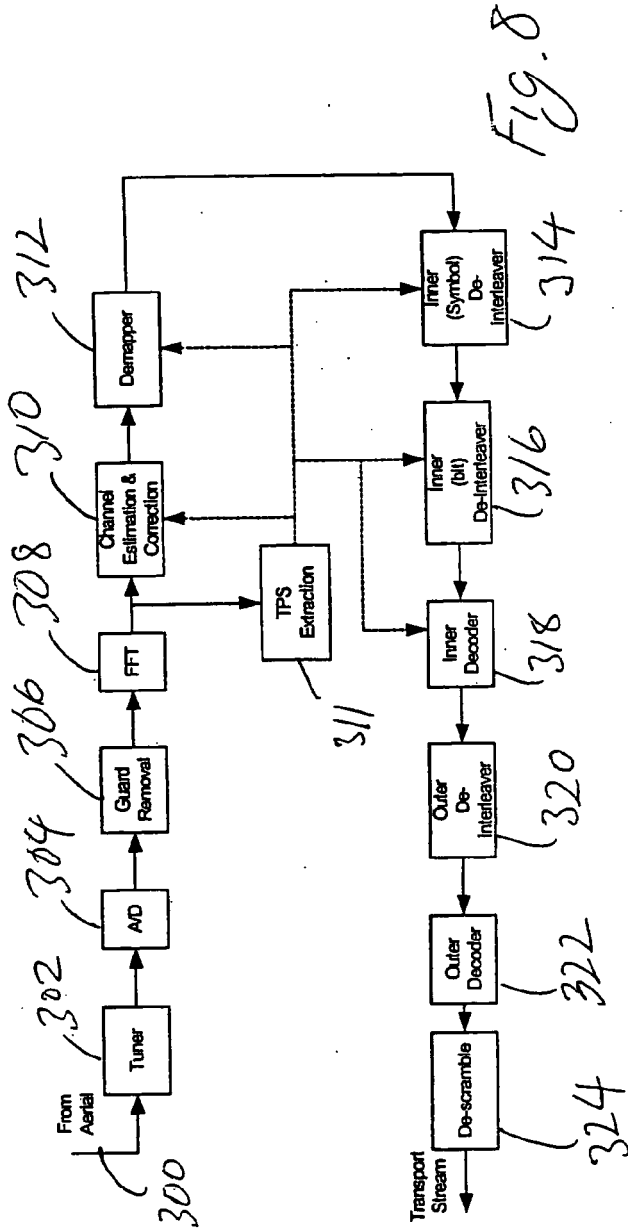 300
From
Aerial
302
Tuner
304
A/D
306
Guard
Removal
308
FFT
310
Channel
Estimation &
Correction
312
Demapper
311
TPS
Extraction
Inner
(Symbol)
De-
Interleaver
314
Inner
(bit)
De-Interleaver
316
Inner
Decoder
318
Outer
De-
Interleaver
320
Outer
Decoder
322
De-scramble
324
Transport
Stream
Fig. 8